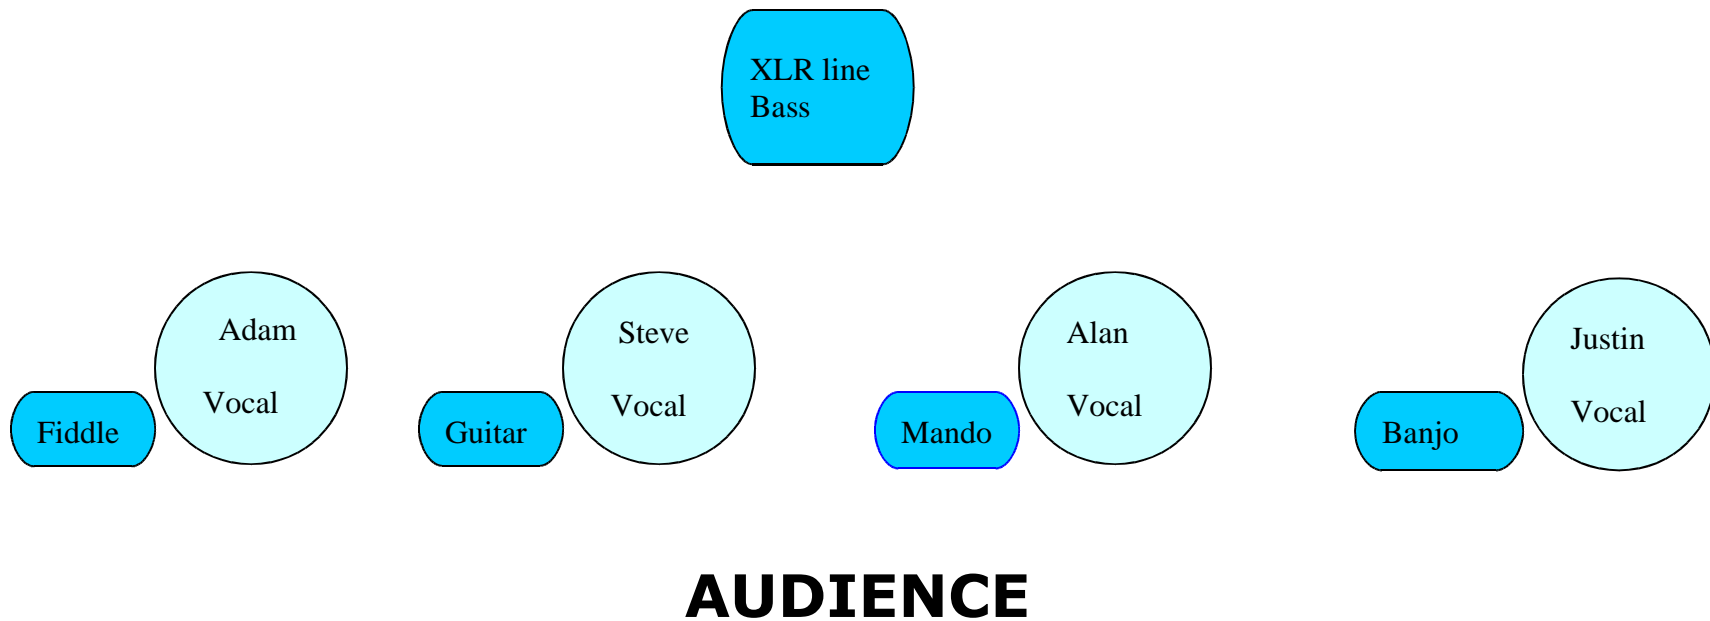 XLR line
Bass
Adam
Vocal
Fiddle
Steve
Vocal
Guitar
Alan
Vocal
Mando
Justin
Vocal
Banjo
AUDIENCE